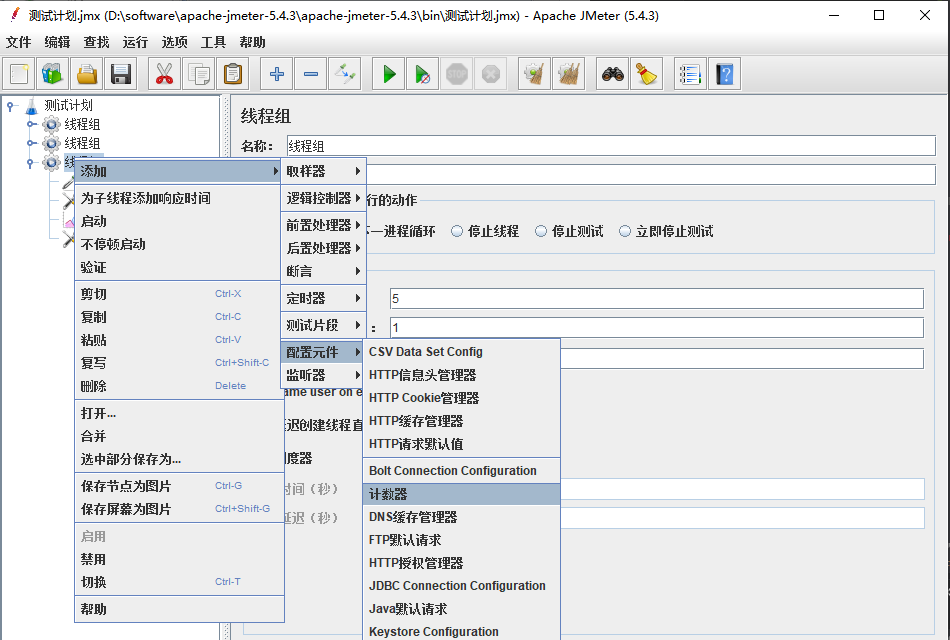 测试计划.jmx (D:\software\apache-jmeter-5.4.3\apache-jmeter-5.4.3\bin\测试计划.jmx) - Apache JMeter (5.4.3)
文件 编辑 查找 运行 选项 工具 帮助
STOP
测试计划
线程组
线程组
线程组
名称： 线程组
行的动作
下一进程循环 停止线程 停止测试 立即停止测试
5
： 1
ame user on e
迟创建线程直
度器
时间（秒）
延迟（秒）
添加
为子线程添加响应时间
启动
不停顿启动
验证
剪切 Ctrl-X
复制 Ctrl-C
粘贴 Ctrl-V
复写 Ctrl+Shift-C
删除 Delete
打开...
合并
选中部分保存为...
保存节点为图片 Ctrl-G
保存屏幕为图片 Ctrl+Shift-G
启用
禁用
切换 Ctrl-T
帮助
取样器
逻辑控制器
前置处理器
后置处理器
断言
定时器
测试片段
配置元件
监听器
CSV Data Set Config
HTTP信息头管理器
HTTP Cookie管理器
HTTP缓存管理器
HTTP请求默认值
Bolt Connection Configuration
计数器
DNS缓存管理器
FTP默认请求
HTTP授权管理器
JDBC Connection Configuration
Java默认请求
Keystore Configuration